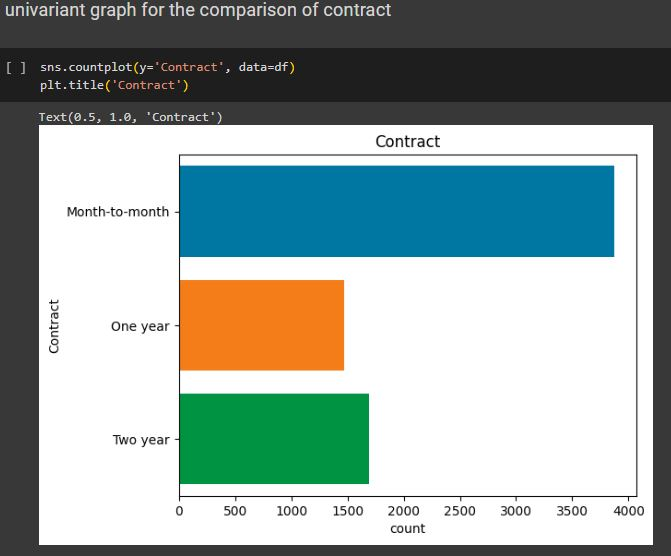 univariant graph for the comparison of contract
[ ] sns.countplot(y='Contract', data=df)
plt.title('Contract')
Text(0.5, 1.0, 'Contract')
Contract
Month-to-month
One year
Two year
Contract
0 500 1000 1500 2000 2500 3000 3500 4000
count